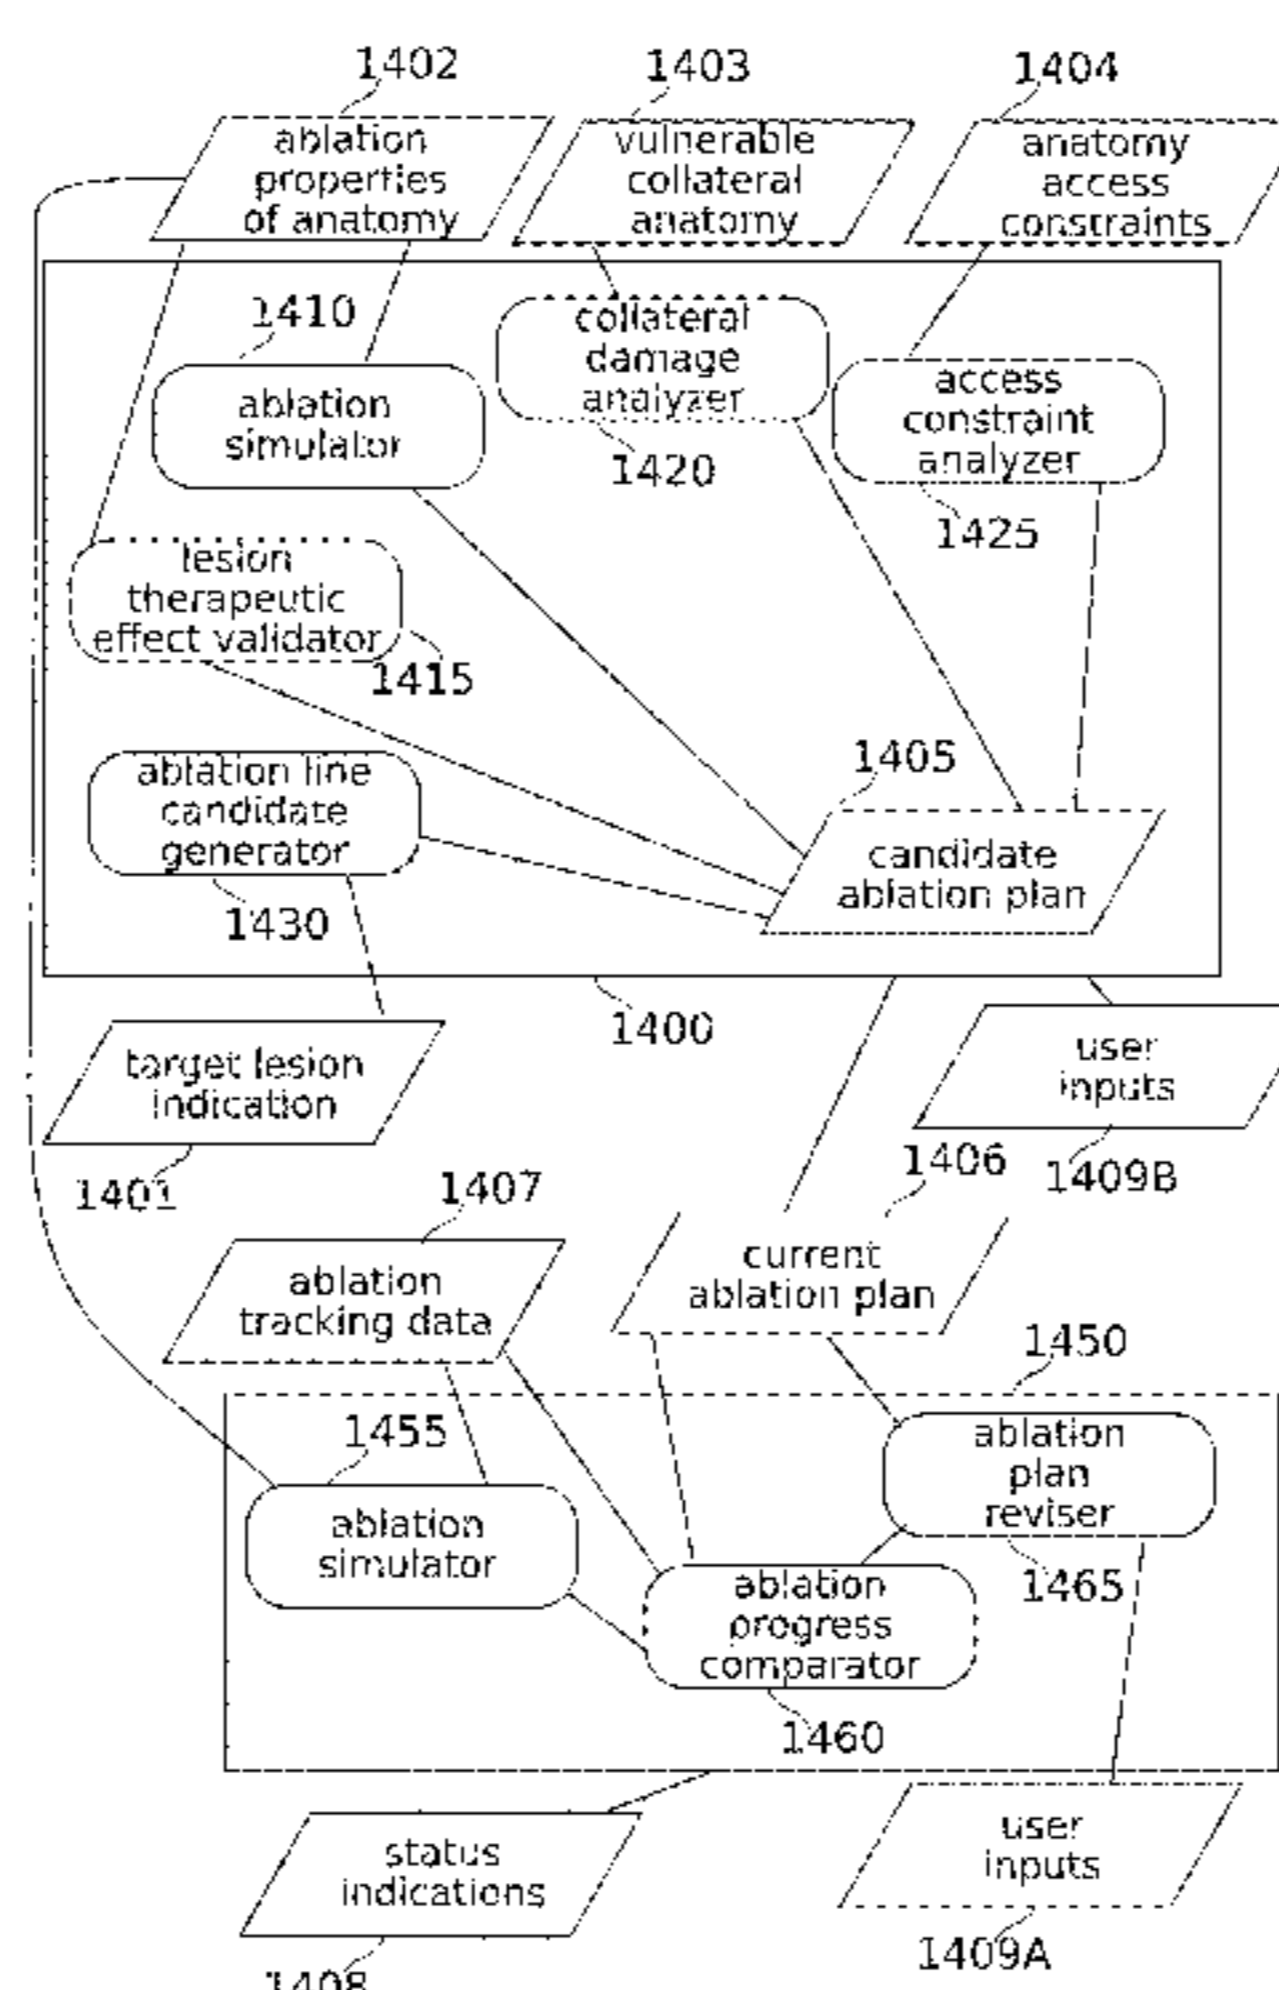 1402
1403
1404
ablation
properties
of anatomy
vulnerable
collateral
anatomy
anatomy
access
constraints
1410
ablation
simulator
collateral
damage
analyzer
1420
access
constraint
analyzer
1425
lesion
therapeutic
effect validator
1415
ablation line
candidate
generator
1430
1405
candidate
ablation plan
1400
target lesion
indication
1401
user
inputs
1409B
1406
1407
current
ablation plan
ablation
tracking data
1450
1455
ablation
simulator
ablation
plan
reviser
1465
ablation
progress
comparator
1460
status
indications
1408
user
inputs
1409A